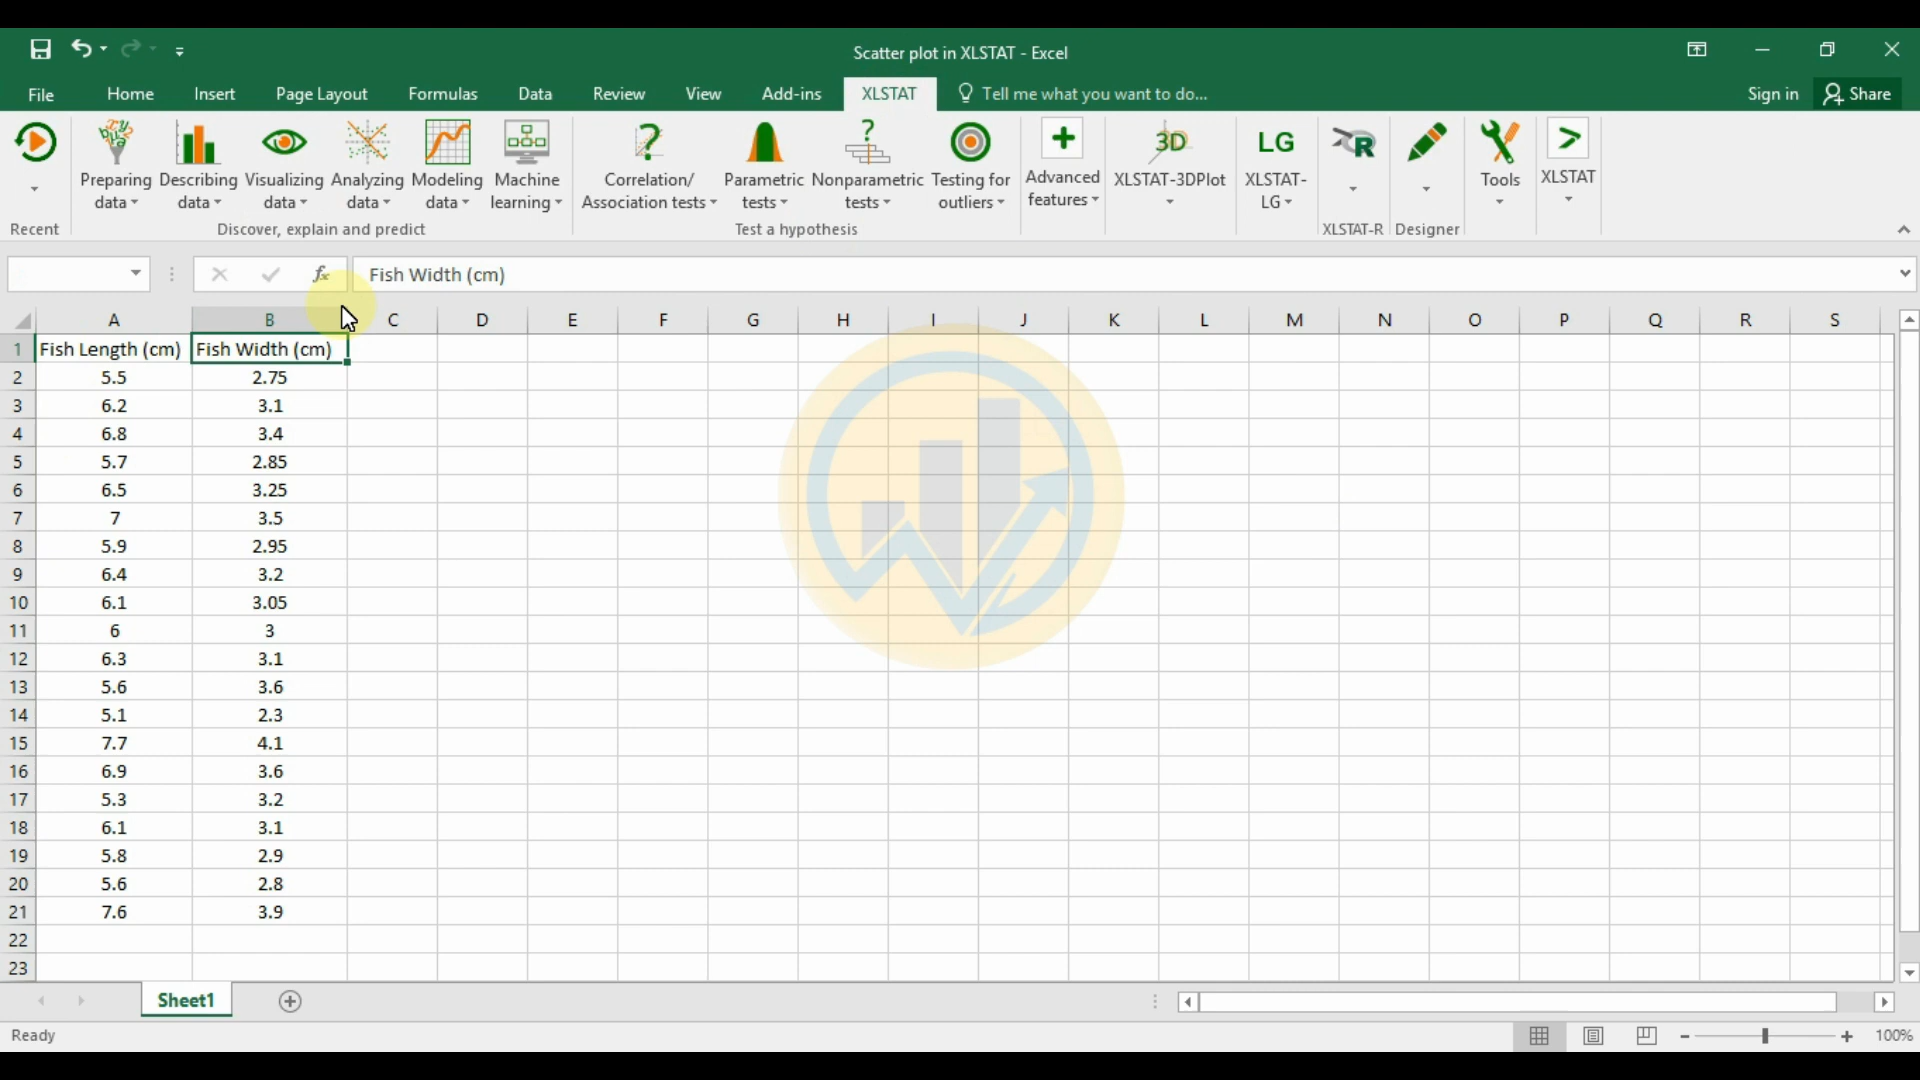 Scatter plot in XLSTAT - Excel
File Home Insert Page Layout Formulas Data Review View Add-ins XLSTAT Tell me what you want to do... Sign in Share
Preparing data Describing data Visualizing data Analyzing data Modeling data Machine learning Correlation/ Association tests Parametric tests Nonparametric tests Testing for outliers Advanced features 3D XLSTAT-3DPlot LG XLSTAT-LG R Tools XLSTAT
Recent Discover, explain and predict Test a hypothesis XLSTAT-R Designer
fx Fish Width (cm)
A B C D E F G H I J K L M N O P Q R S
1 Fish Length (cm) Fish Width (cm)
2 5.5 2.75
3 6.2 3.1
4 6.8 3.4
5 5.7 2.85
6 6.5 3.25
7 7 3.5
8 5.9 2.95
9 6.4 3.2
10 6.1 3.05
11 6 3
12 6.3 3.1
13 5.6 3.6
14 5.1 2.3
15 7.7 4.1
16 6.9 3.6
17 5.3 3.2
18 6.1 3.1
19 5.8 2.9
20 5.6 2.8
21 7.6 3.9
22
23
Sheet1
Ready 100%